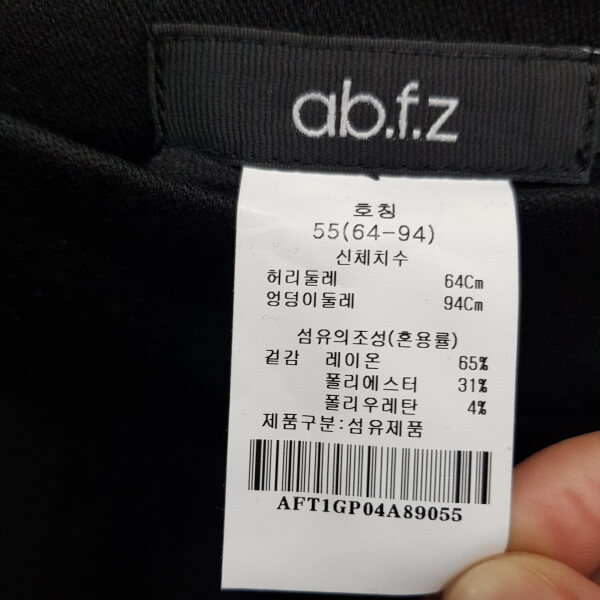 ab.f.z
호칭
55(64-94)
신체치수
허리둘레 64Cm
엉덩이둘레 94Cm
섬유의조성(혼용률)
겉감 레이온 65%
폴리에스터 31%
폴리우레탄 4%
제품구분:섬유제품
AFT1GP04A89055